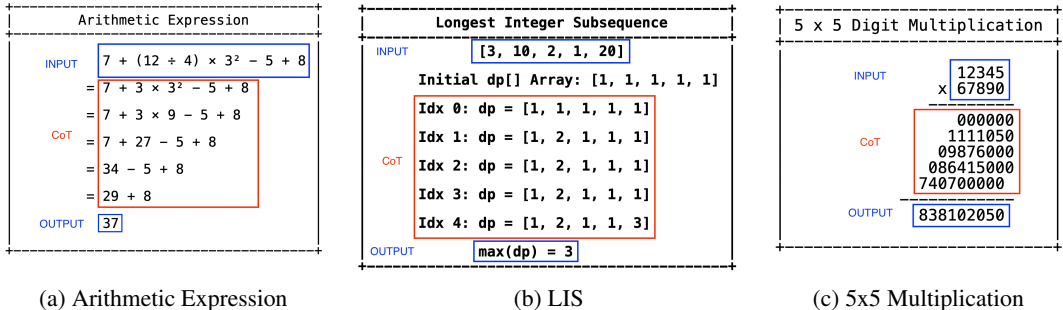 Arithmetic Expression
INPUT 7 + (12 ÷ 4) × 3² − 5 + 8
= 7 + 3 × 3² − 5 + 8
= 7 + 3 × 9 − 5 + 8
CoT = 7 + 27 − 5 + 8
= 34 − 5 + 8
= 29 + 8
OUTPUT 37
(a) Arithmetic Expression
Longest Integer Subsequence
INPUT [3, 10, 2, 1, 20]
Initial dp[] Array: [1, 1, 1, 1, 1]
Idx 0: dp = [1, 1, 1, 1, 1]
Idx 1: dp = [1, 2, 1, 1, 1]
CoT Idx 2: dp = [1, 2, 1, 1, 1]
Idx 3: dp = [1, 2, 1, 1, 1]
Idx 4: dp = [1, 2, 1, 1, 3]
OUTPUT max(dp) = 3
(b) LIS
5 x 5 Digit Multiplication
INPUT 12345
x 67890
000000
CoT 1111050
09876000
086415000
740700000
OUTPUT 838102050
(c) 5x5 Multiplication